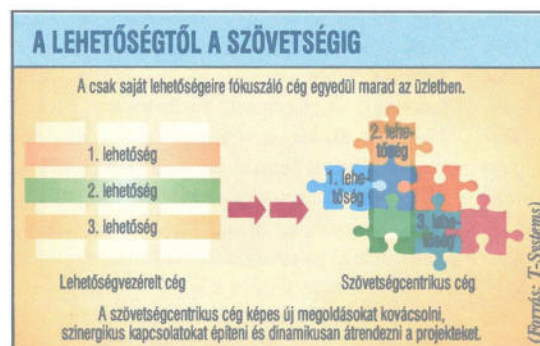 A LEHETŐSÉGTŐL A SZÖVETSÉGIG
A csak saját lehetőségeire fókuszáló cég egyedül marad az üzletben.
1. lehetőség
2. lehetőség
3. lehetőség
Lehetőségvezérelt cég
2. lehe-
tőség
1. lehe-
tőség
3. lehe-
tőség
Szövetségcentrikus cég
A szövetségcentrikus cég képes új megoldásokat kovácsolni,
szinergikus kapcsolatokat építeni és dinamikusan átrendezni a projekteket.
(Forrás: T-Systems)